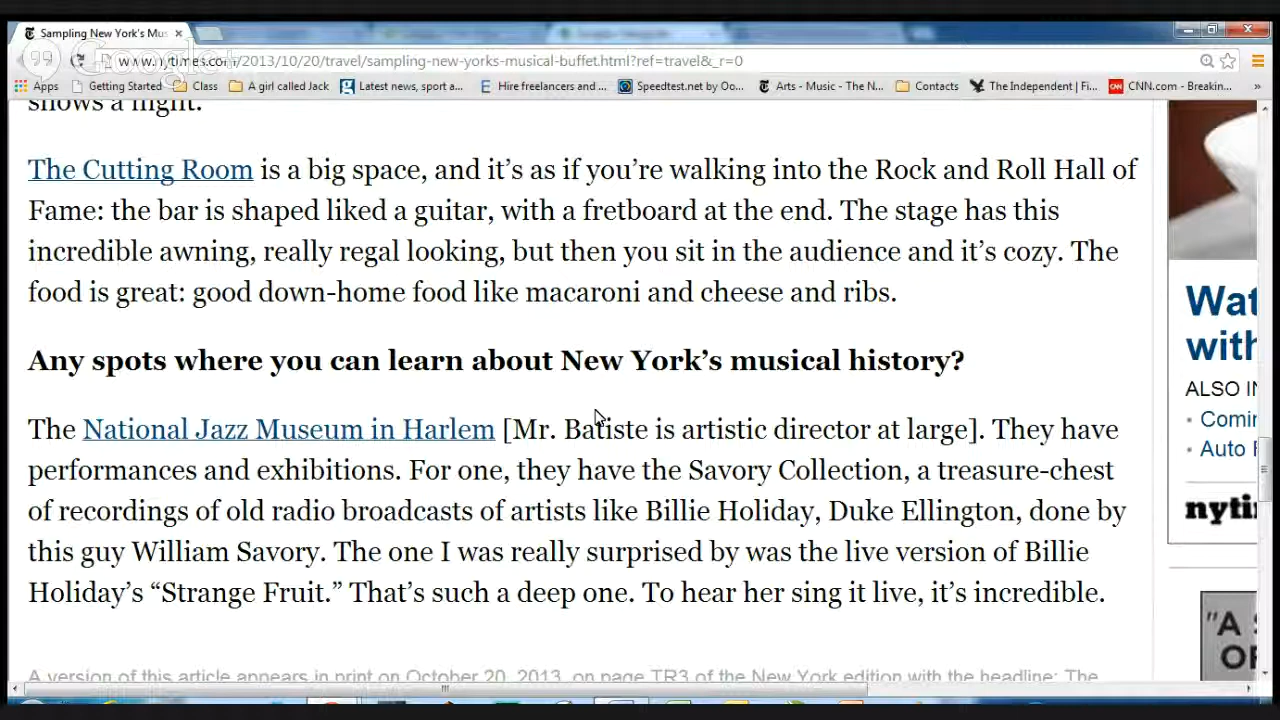 Sampling New York's Mus
Google+
www.nytimes.com/2013/10/20/travel/sampling-new-yorks-musical-buffet.html?ref=travel&_r=0
Apps Getting Started Class A girl called Jack Latest news, sport a... Hire freelancers and ... Speedtest.net by Oo... Arts - Music - The N... Contacts The Independent | Fi... CNN.com - Breakin... »
shows a night.
The Cutting Room is a big space, and it's as if you're walking into the Rock and Roll Hall of
Fame: the bar is shaped liked a guitar, with a fretboard at the end. The stage has this
incredible awning, really regal looking, but then you sit in the audience and it's cozy. The
food is great: good down-home food like macaroni and cheese and ribs.
Any spots where you can learn about New York's musical history?
The National Jazz Museum in Harlem [Mr. Batiste is artistic director at large]. They have
performances and exhibitions. For one, they have the Savory Collection, a treasure-chest
of recordings of old radio broadcasts of artists like Billie Holiday, Duke Ellington, done by
this guy William Savory. The one I was really surprised by was the live version of Billie
Holiday's “Strange Fruit.” That's such a deep one. To hear her sing it live, it's incredible.
A version of this article appears in print on October 20, 2013, on page TR3 of the New York edition with the headline: The
Wat
with
ALSO IN
• Comin
• Auto
nytin
"A
OF